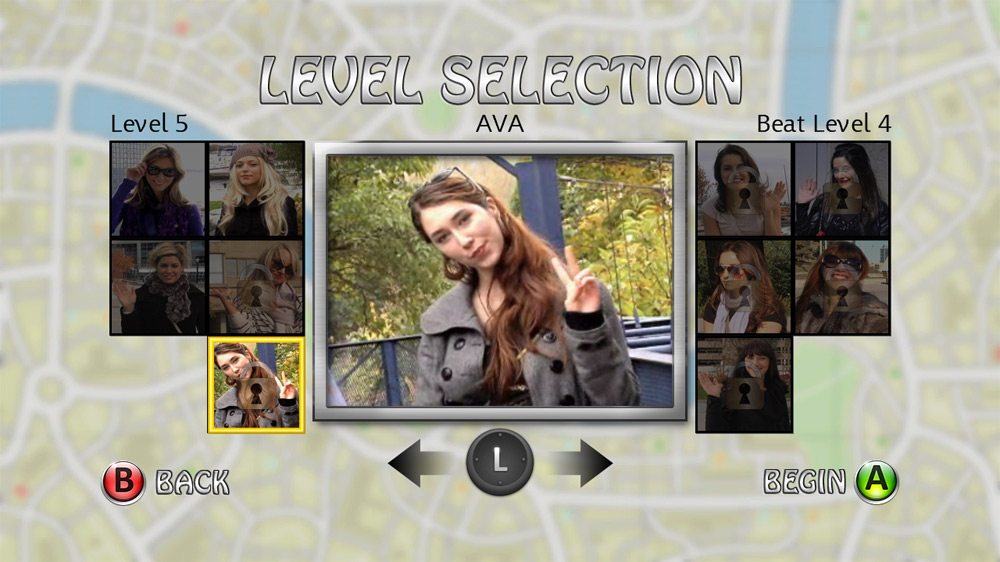 LEVEL SELECTION
Level 5
AVA
Beat Level 4
L
B BACK
BEGIN A